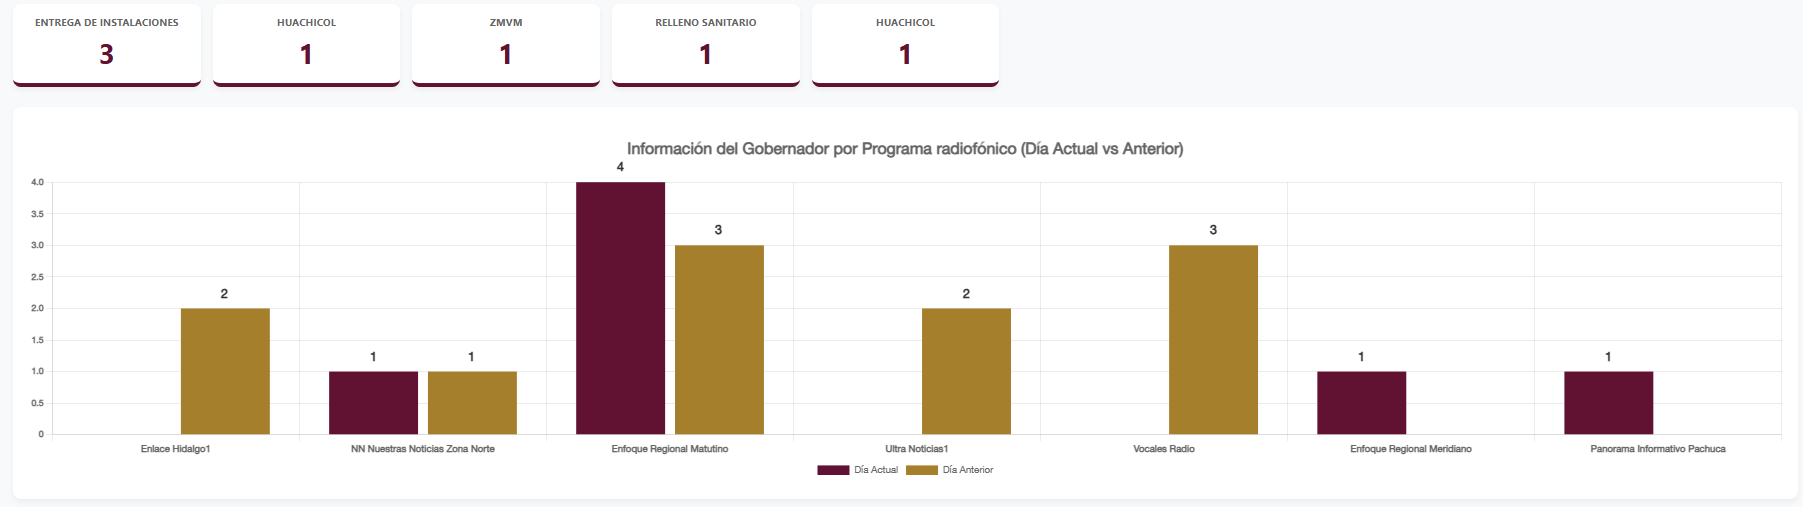 ENTREGA DE INSTALACIONES
3
HUACHICOL
1
ZMVM
1
RELLENO SANITARIO
1
HUACHICOL
1
Información del Gobernador por Programa radiofónico (Día Actual vs Anterior)
4.0
3.5
3.0
2.5
2.0
1.5
1.0
0.5
0
2
1
1
4
3
2
3
1
1
Enlace Hidalgo1
NN Nuestras Noticias Zona Norte
Enfoque Regional Matutino
Ultra Noticias1
Vocales Radio
Enfoque Regional Meridiano
Panorama Informativo Pachuca
Día Actual
Día Anterior